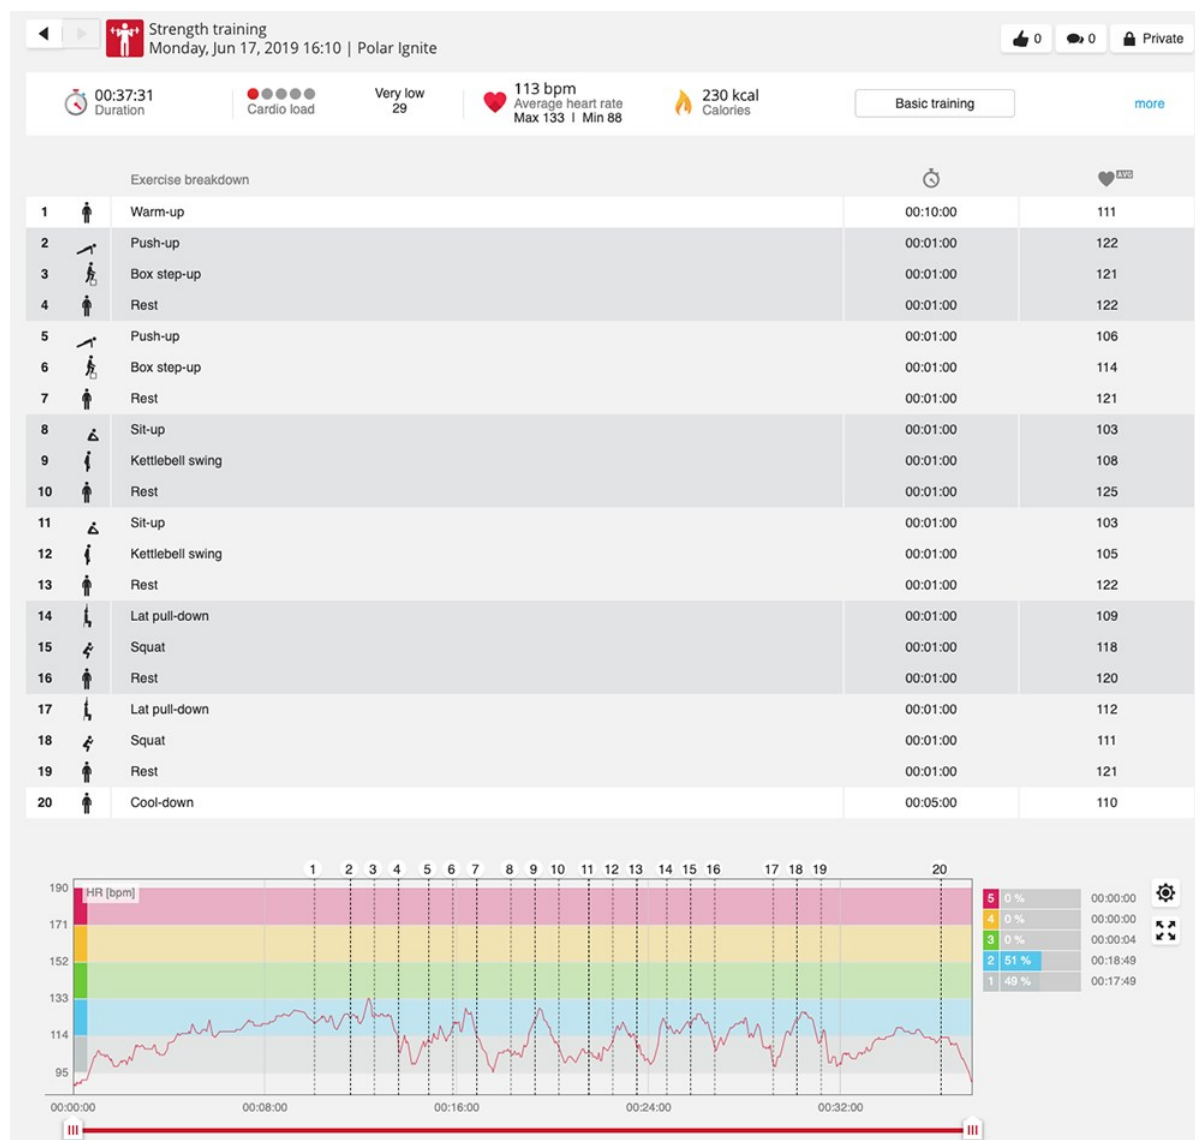 Strength training
Monday, Jun 17, 2019 16:10 | Polar Ignite
0 0 Private
00:37:31
Duration
Cardio load
Very low
29
113 bpm
Average heart rate
Max 133 | Min 88
230 kcal
Calories
Basic training
more
Exercise breakdown AVG
1 Warm-up 00:10:00 111
2 Push-up 00:01:00 122
3 Box step-up 00:01:00 121
4 Rest 00:01:00 122
5 Push-up 00:01:00 106
6 Box step-up 00:01:00 114
7 Rest 00:01:00 121
8 Sit-up 00:01:00 103
9 Kettlebell swing 00:01:00 108
10 Rest 00:01:00 125
11 Sit-up 00:01:00 103
12 Kettlebell swing 00:01:00 105
13 Rest 00:01:00 122
14 Lat pull-down 00:01:00 109
15 Squat 00:01:00 118
16 Rest 00:01:00 120
17 Lat pull-down 00:01:00 112
18 Squat 00:01:00 111
19 Rest 00:01:00 121
20 Cool-down 00:05:00 110
1 2 3 4 5 6 7 8 9 10 11 12 13 14 15 16 17 18 19 20
HR [bpm]
190
171
152
133
114
95
00:00:00 00:08:00 00:16:00 00:24:00 00:32:00
5 0 % 00:00:00
4 0 % 00:00:00
3 0 % 00:00:04
2 51 % 00:18:49
1 49 % 00:17:49